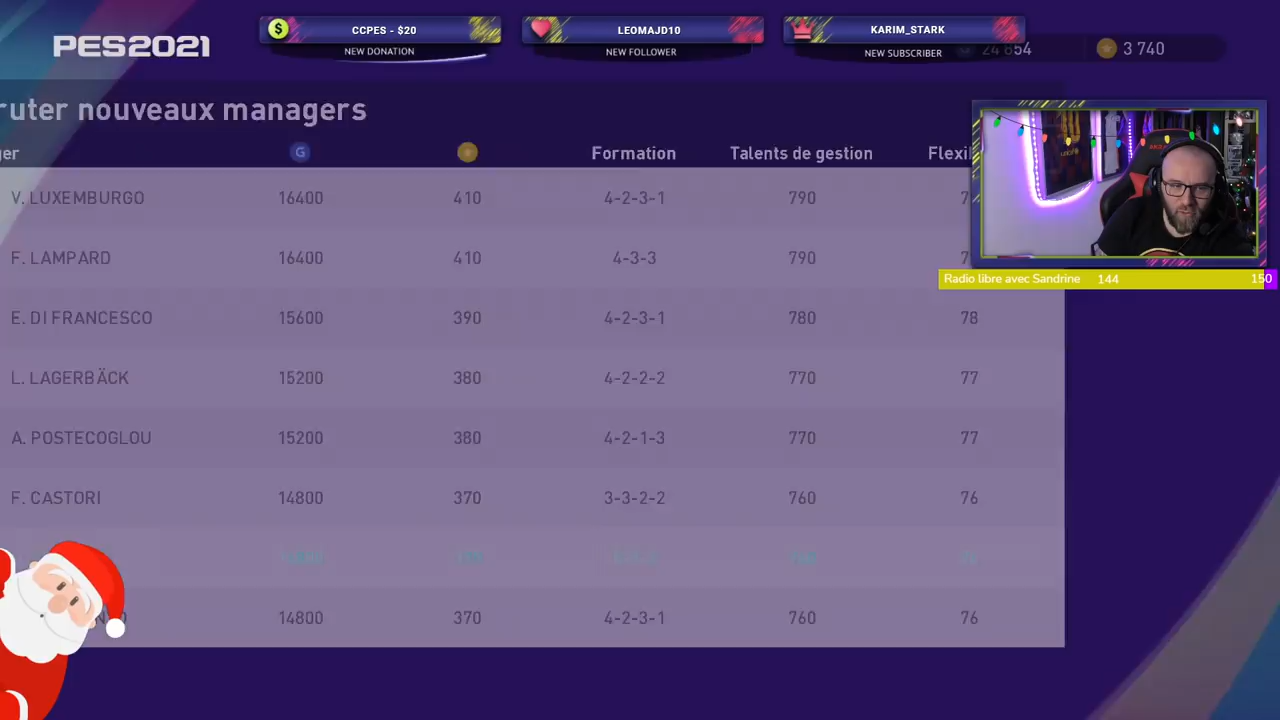 PES2021
CCPES - $20
NEW DONATION
LEOMAJD10
NEW FOLLOWER
KARIM_STARK
NEW SUBSCRIBER
24 854
3 740
ruter nouveaux managers
ger Formation Talents de gestion Flexi
V. LUXEMBURGO 16400 410 4-2-3-1 790 7
F. LAMPARD 16400 410 4-3-3 790 7
Radio libre avec Sandrine 144 150
E. DI FRANCESCO 15600 390 4-2-3-1 780 78
L. LAGERBÄCK 15200 380 4-2-2-2 770 77
A. POSTECOGLOU 15200 380 4-2-1-3 770 77
F. CASTORI 14800 370 3-3-2-2 760 76
14800 370 4-2-3-1 760 76